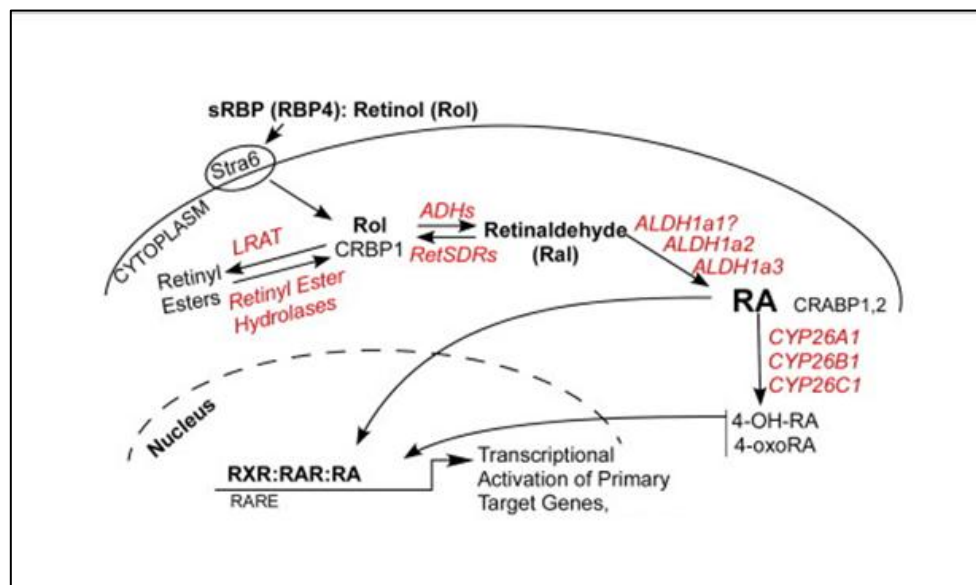 sRBP (RBP4): Retinol (Rol)
Stra6
CYTOPLASM
Rol
CRBP1
ADHs
RetSDRs
Retinaldehyde
(Ral)
ALDH1a1?
ALDH1a2
ALDH1a3
LRAT
Retinyl
Esters
Retinyl Ester
Hydrolases
RA
CRABP1,2
CYP26A1
CYP26B1
CYP26C1
4-OH-RA
4-oxoRA
Nucleus
RXR:RAR:RA
RARE
Transcriptional
Activation of Primary
Target Genes,